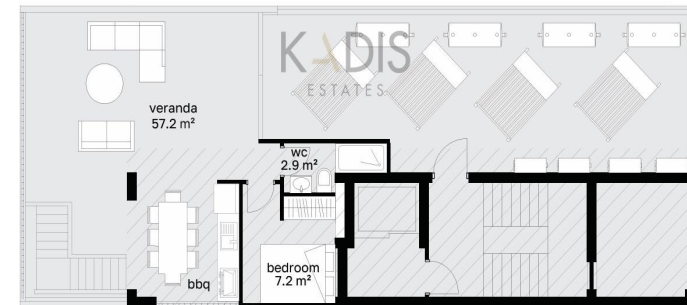 KADIS
ESTATES
veranda
57.2 m²
wc
2.9 m²
bedroom
7.2 m²
bbq